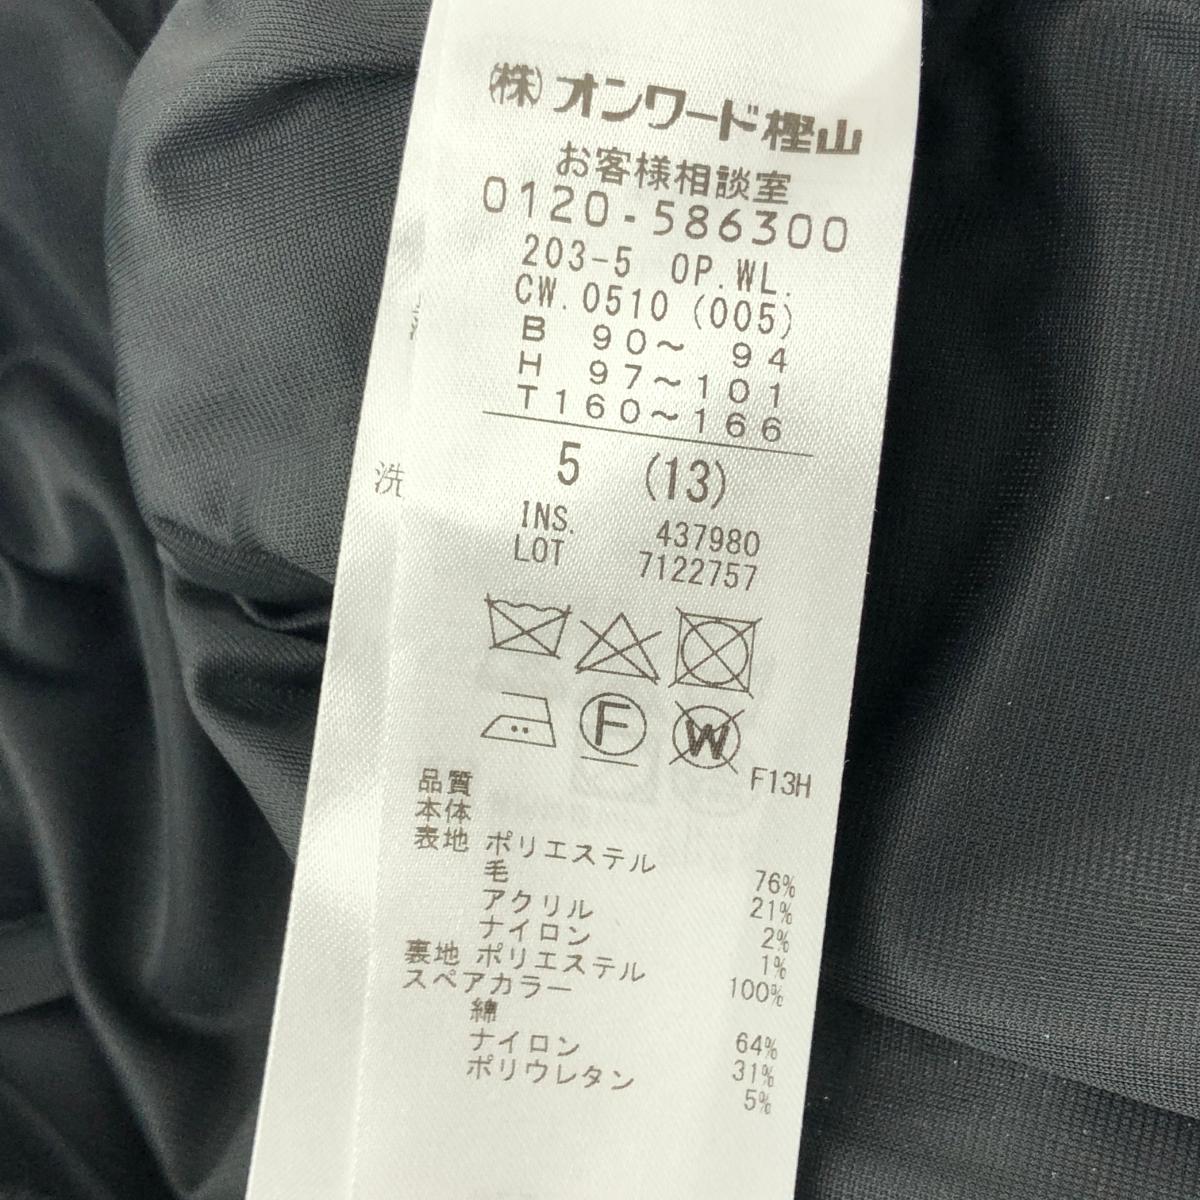 (株)オンワード樫山
お客様相談室
0120-586300
203-5 OP.WL.
CW.0510 (005)
B 90～ 94
H 97～101
T160～166
5 (13)
INS. 437980
LOT 7122757
洗
F
W
F13H
品質
本体
表地 ポリエステル 76%
毛 21%
アクリル 2%
ナイロン 1%
裏地 ポリエステル 100%
スペアカラー
綿 64%
ナイロン 31%
ポリウレタン 5%